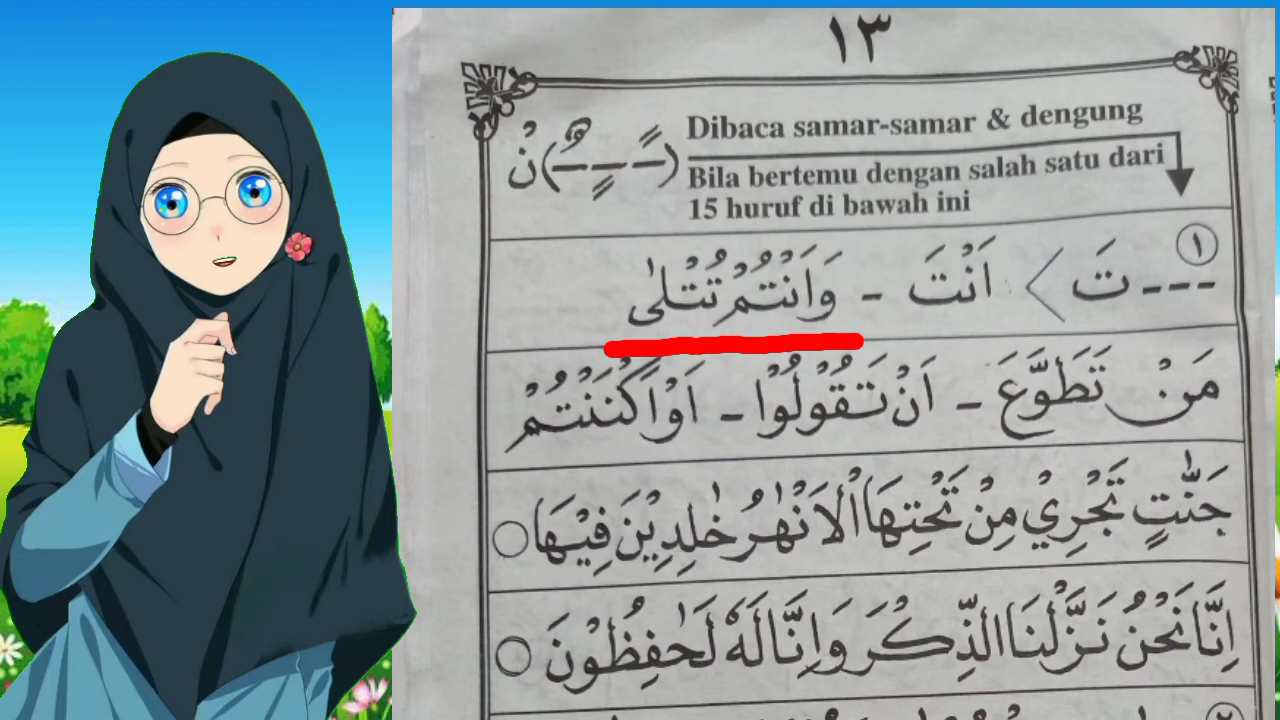 ١٣
نْ (ـًـ ـٍـ ـٌـ) Dibaca samar-samar & dengung
Bila bertemu dengan salah satu dari
15 huruf di bawah ini
١ ---تَ > اَنْتَ - وَاَنْتُمْ تُتْلٰى
مَنْ تَطَوَّعَ - اَنْ تَقُوْلُوْا - اَوْاَكْنَنْتُمْ
جَنّٰتٍ تَجْرِيْ مِنْ تَحْتِهَا الْاَنْهٰرُ خٰلِدِيْنَ فِيْهَا ○
اِنَّا نَحْنُ نَزَّلْنَا الذِّكْرَ وَاِنَّا لَهٗ لَحٰفِظُوْنَ ○